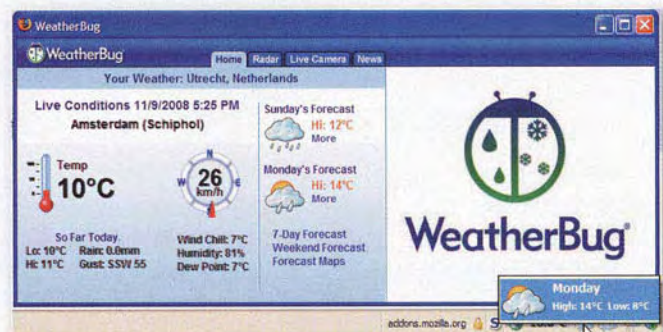 WeatherBug
WeatherBug
Home Radar Live Camera News
Your Weather: Utrecht, Netherlands
Live Conditions 11/9/2008 5:25 PM
Amsterdam (Schiphol)
Temp
10°C
N
W
E
26
km/h
So Far Today.
Lo: 10°C Rain: 0.0mm
Hi: 11°C Gust: SSW 55
Wind Chill: 7°C
Humidity: 81%
Dew Point: 7°C
Sunday's Forecast
Hi: 12°C
More
Monday's Forecast
Hi: 14°C
More
7-Day Forecast
Weekend Forecast
Forecast Maps
WeatherBug
Monday
High: 14°C Low: 8°C
addons.mozilla.org